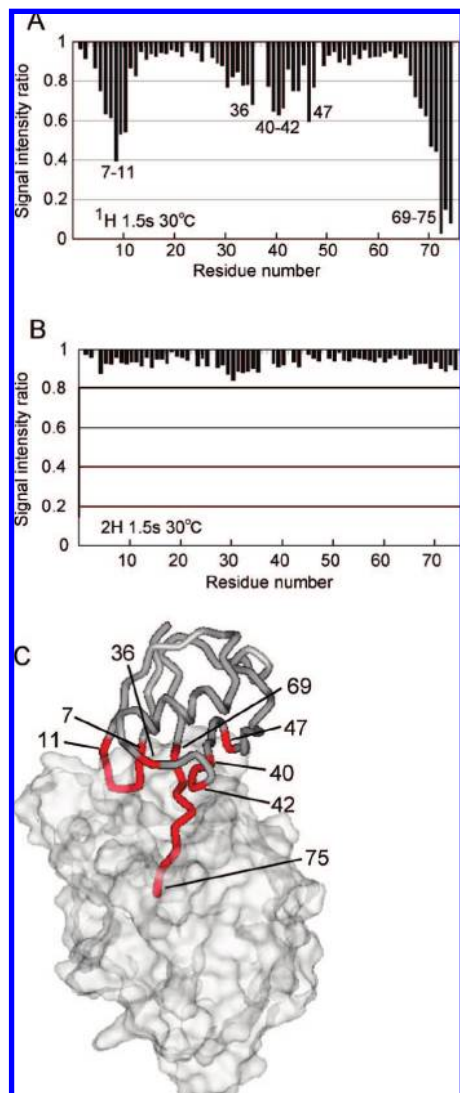 A
Signal intensity ratio
1
0.8
0.6
0.4
0.2
0
7-11
36
40-42
47
69-75
¹H 1.5s 30°C
10 20 30 40 50 60 70
Residue number
B
Signal intensity ratio
1
0.8
0.6
0.4
0.2
0
2H 1.5s 30°C
10 20 30 40 50 60 70
Residue number
C
36
7
11
69
47
40
42
75